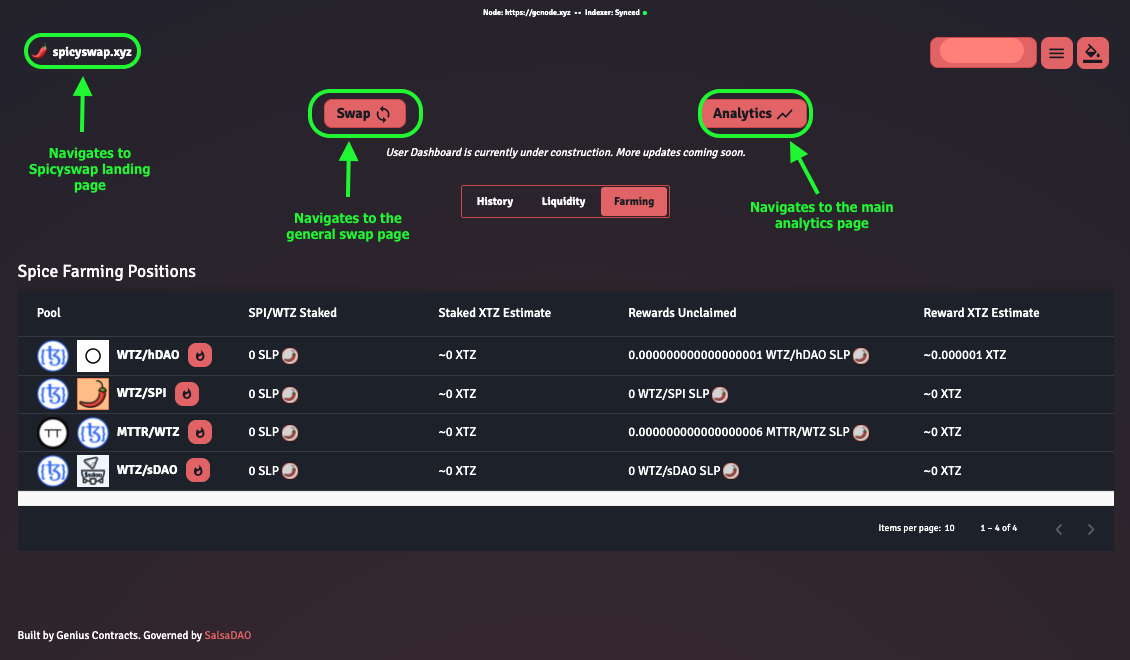 Node: https://gcnode.xyz •• Indexer: Synced
spicyswap.xyz
Swap
Analytics
Navigates to
Spicyswap landing
page
User Dashboard is currently under construction. More updates coming soon.
History Liquidity Farming
Navigates to the
general swap page
Navigates to the main
analytics page
Spice Farming Positions
Pool SPI/WTZ Staked Staked XTZ Estimate Rewards Unclaimed Reward XTZ Estimate
WTZ/hDAO 0 SLP ~0 XTZ 0.000000000000000001 WTZ/hDAO SLP ~0.000001 XTZ
WTZ/SPI 0 SLP ~0 XTZ 0 WTZ/SPI SLP ~0 XTZ
MTTR/WTZ 0 SLP ~0 XTZ 0.000000000000000006 MTTR/WTZ SLP ~0 XTZ
WTZ/sDAO 0 SLP ~0 XTZ 0 WTZ/sDAO SLP ~0 XTZ
Items per page: 10 1 – 4 of 4
Built by Genius Contracts. Governed by SalsaDAO